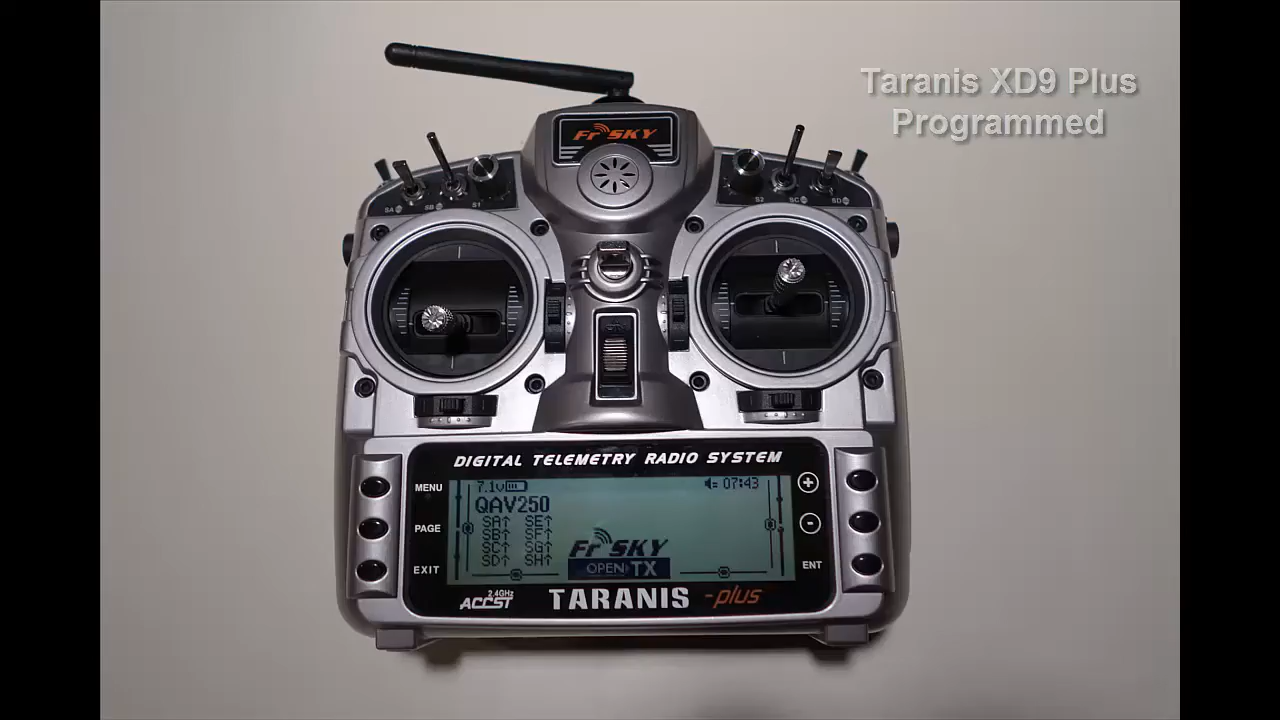 Taranis XD9 Plus
Programmed
FrSKY
SA SB S1
S2 SC SD
DIGITAL TELEMETRY RADIO SYSTEM
MENU
PAGE
EXIT
7.1v
07:43
QAV250
SA↑ SE↑
SB↑ SF↑
SC↑ SG↑
SD↑ SH↑
FrSKY
OPEN TX
+
-
ENT
2.4GHz
ACCST
TARANIS -plus